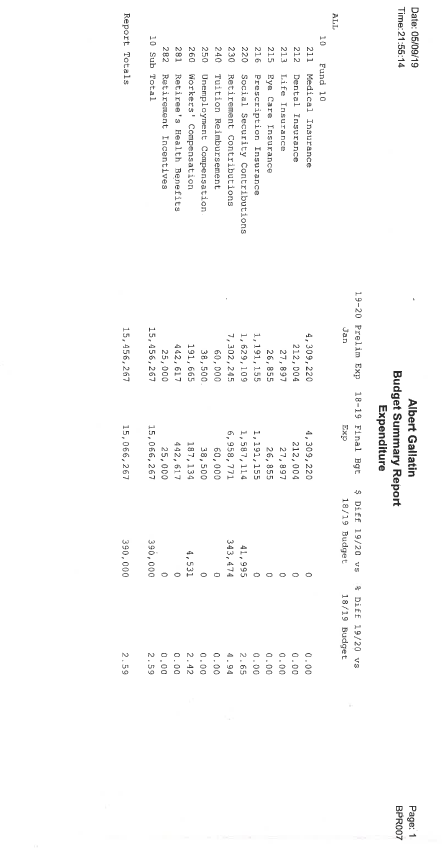 Date: 05/09/19
Time: 21:55:14
Albert Gallatin
Budget Summary Report
Expenditure
Page: 1
BPR007
19-20 Prelim Exp 18-19 Final Bgt $ Diff 19/20 vs % Diff 19/20 vs
Jan Exp 18/19 Budget 18/19 Budget
ALL
10 Fund 10
211 Medical Insurance 4,309,220 4,309,220 0 0.00
212 Dental Insurance 212,004 212,004 0 0.00
213 Life Insurance 27,897 27,897 0 0.00
215 Eye Care Insurance 26,855 26,855 0 0.00
216 Prescription Insurance 1,191,155 1,191,155 0 0.00
220 Social Security Contributions 1,629,109 1,587,114 41,995 2.65
230 Retirement Contributions 7,302,245 6,958,771 343,474 4.94
240 Tuition Reimbursement 60,000 60,000 0 0.00
250 Unemployment Compensation 38,500 38,500 0 0.00
260 Workers' Compensation 191,665 187,134 4,531 2.42
281 Retiree's Health Benefits 442,617 442,617 0 0.00
282 Retirement Incentives 25,000 25,000 0 0.00
10 Sub Total 15,456,267 15,066,267 390,000 2.59
Report Totals 15,456,267 15,066,267 390,000 2.59